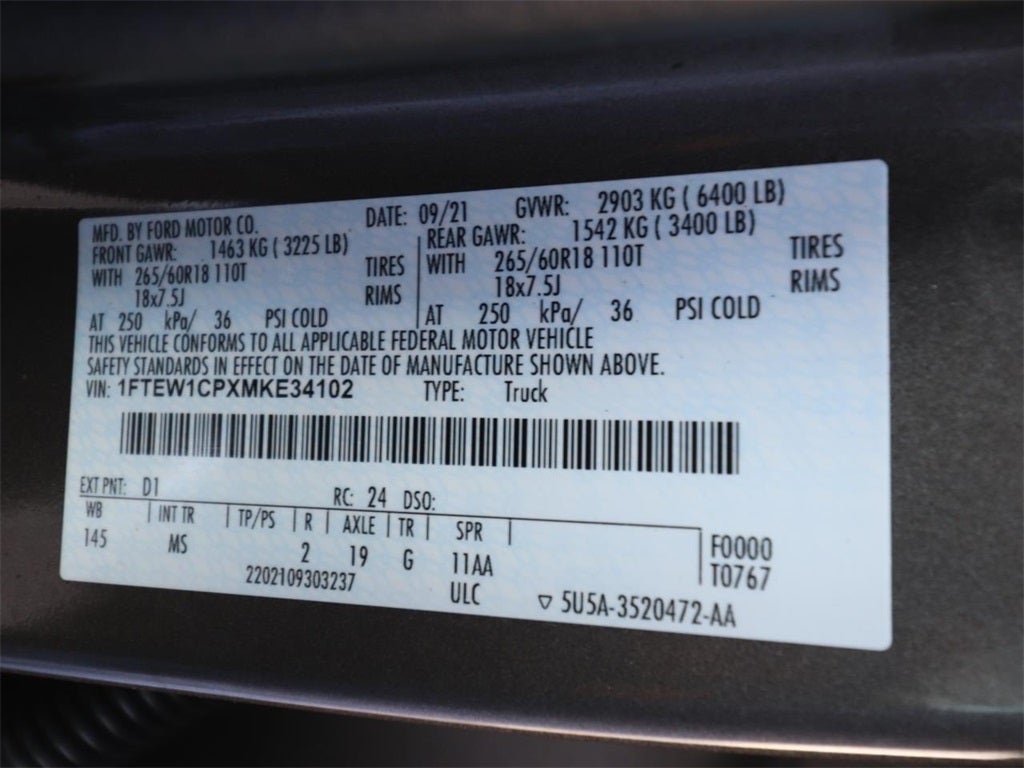 MFD. BY FORD MOTOR CO. DATE: 09/21 GVWR: 2903 KG ( 6400 LB)
FRONT GAWR: 1463 KG ( 3225 LB) REAR GAWR: 1542 KG ( 3400 LB)
WITH 265/60R18 110T TIRES WITH 265/60R18 110T TIRES
18x7.5J RIMS 18x7.5J RIMS
AT 250 kPa/ 36 PSI COLD AT 250 kPa/ 36 PSI COLD
THIS VEHICLE CONFORMS TO ALL APPLICABLE FEDERAL MOTOR VEHICLE
SAFETY STANDARDS IN EFFECT ON THE DATE OF MANUFACTURE SHOWN ABOVE.
VIN: 1FTEW1CPXMKE34102 TYPE: Truck
EXT PNT: D1 RC: 24 DSO:
WB INT TR TP/PS R AXLE TR SPR
145 MS 2 19 G 11AA F0000
2202109303237 ULC T0767
▽ 5U5A-3520472-AA